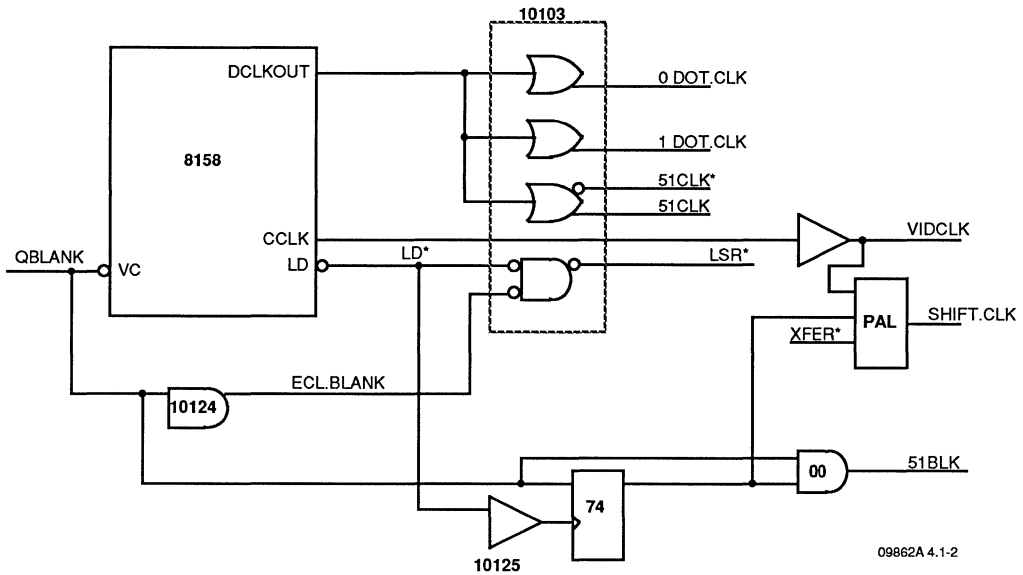 10103
DCLKOUT
0 DOT.CLK
8158
1 DOT.CLK
51CLK*
51CLK
CCLK
VIDCLK
QBLANK
VC
LD
LD*
LSR*
PAL
SHIFT.CLK
XFER*
ECL.BLANK
10124
00
51BLK
74
10125
09862A 4.1-2